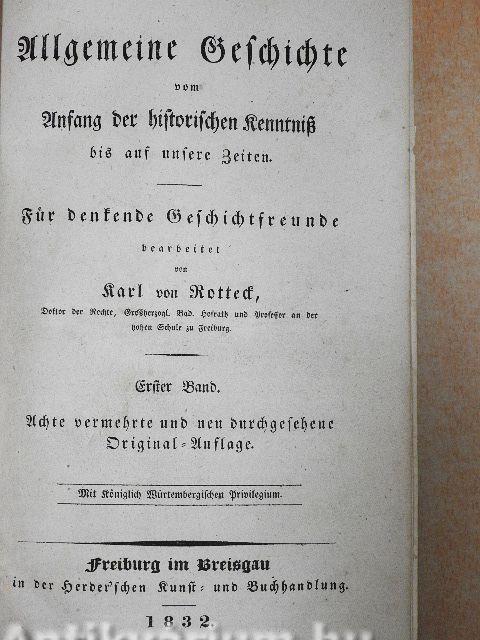 Allgemeine Geschichte
vom
Anfang der historischen Kenntniß
bis auf unsere Zeiten.
Für denkende Geschichtfreunde
bearbeitet
von
Karl von Rotteck,
Doktor der Rechte, Großherzogl. Bad. Hofrath und Professor an der
hohen Schule zu Freiburg.
Erster Band.
Achte vermehrte und neu durchgesehene
Original-Auflage.
Mit Königlich Würtembergischen Privilegium.
Freiburg im Breisgau
in der Herder'schen Kunst- und Buchhandlung.
1832.
Antikvarium.hu